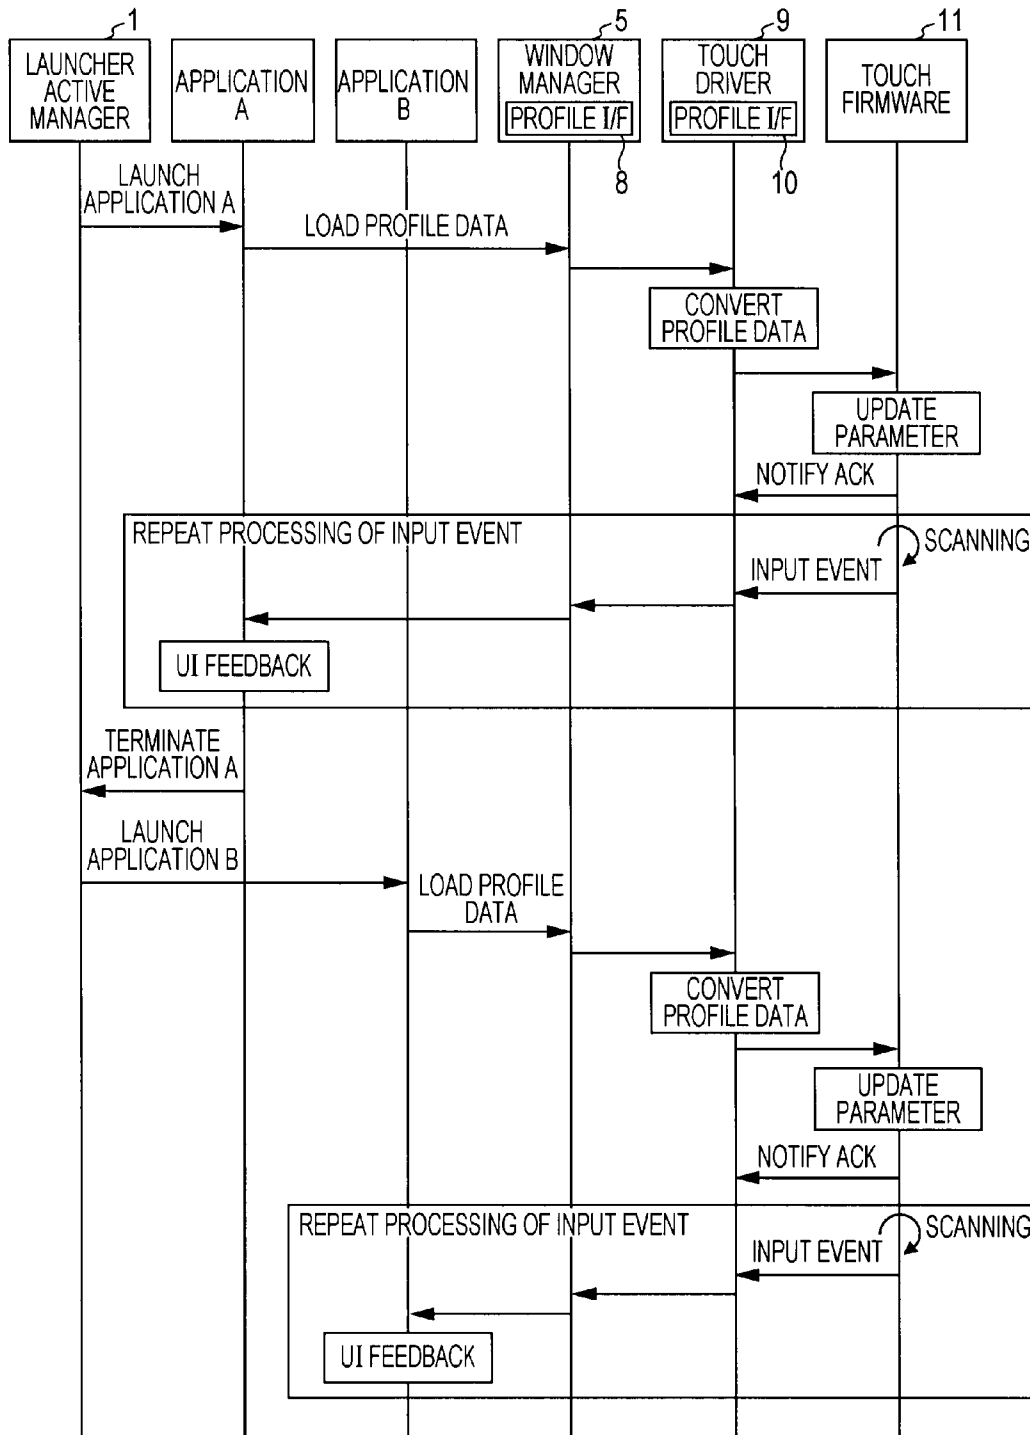 1
5
9
11
LAUNCHER
ACTIVE
MANAGER
APPLICATION
A
APPLICATION
B
WINDOW
MANAGER
PROFILE I/F
TOUCH
DRIVER
PROFILE I/F
TOUCH
FIRMWARE
8
10
LAUNCH
APPLICATION A
LOAD PROFILE DATA
CONVERT
PROFILE DATA
UPDATE
PARAMETER
NOTIFY ACK
REPEAT PROCESSING OF INPUT EVENT
SCANNING
INPUT EVENT
UI FEEDBACK
TERMINATE
APPLICATION A
LAUNCH
APPLICATION B
LOAD PROFILE
DATA
CONVERT
PROFILE DATA
UPDATE
PARAMETER
NOTIFY ACK
REPEAT PROCESSING OF INPUT EVENT
SCANNING
INPUT EVENT
UI FEEDBACK